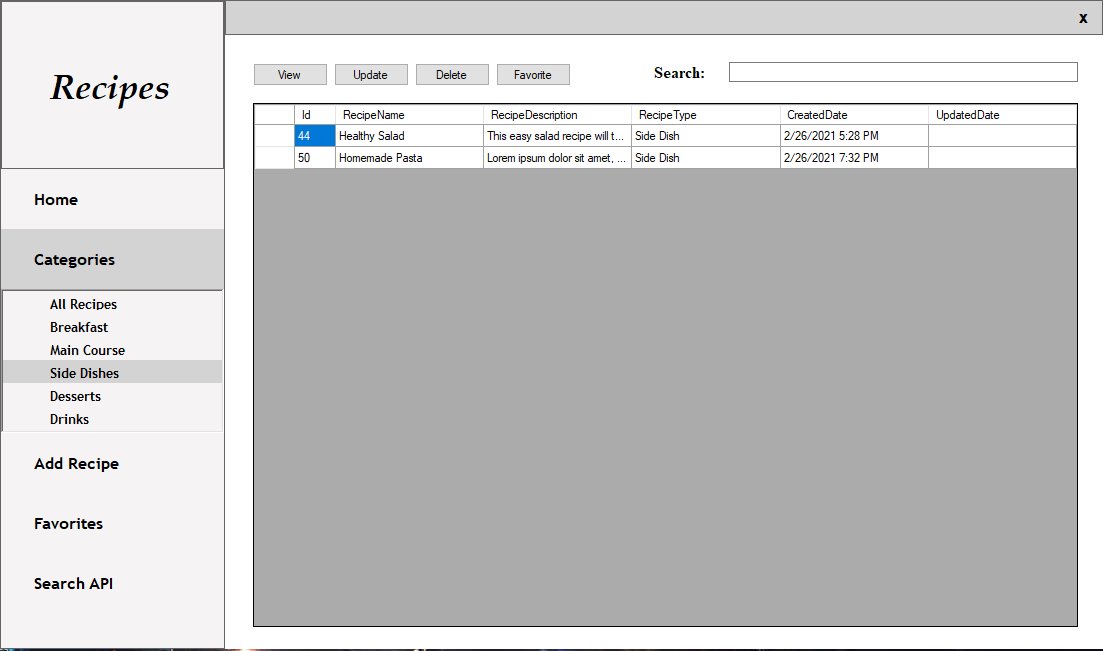 Recipes
x
Home
Categories
All Recipes
Breakfast
Main Course
Side Dishes
Desserts
Drinks
Add Recipe
Favorites
Search API
View Update Delete Favorite Search:
Id RecipeName RecipeDescription RecipeType CreatedDate UpdatedDate
44 Healthy Salad This easy salad recipe will t... Side Dish 2/26/2021 5:28 PM
50 Homemade Pasta Lorem ipsum dolor sit amet, ... Side Dish 2/26/2021 7:32 PM